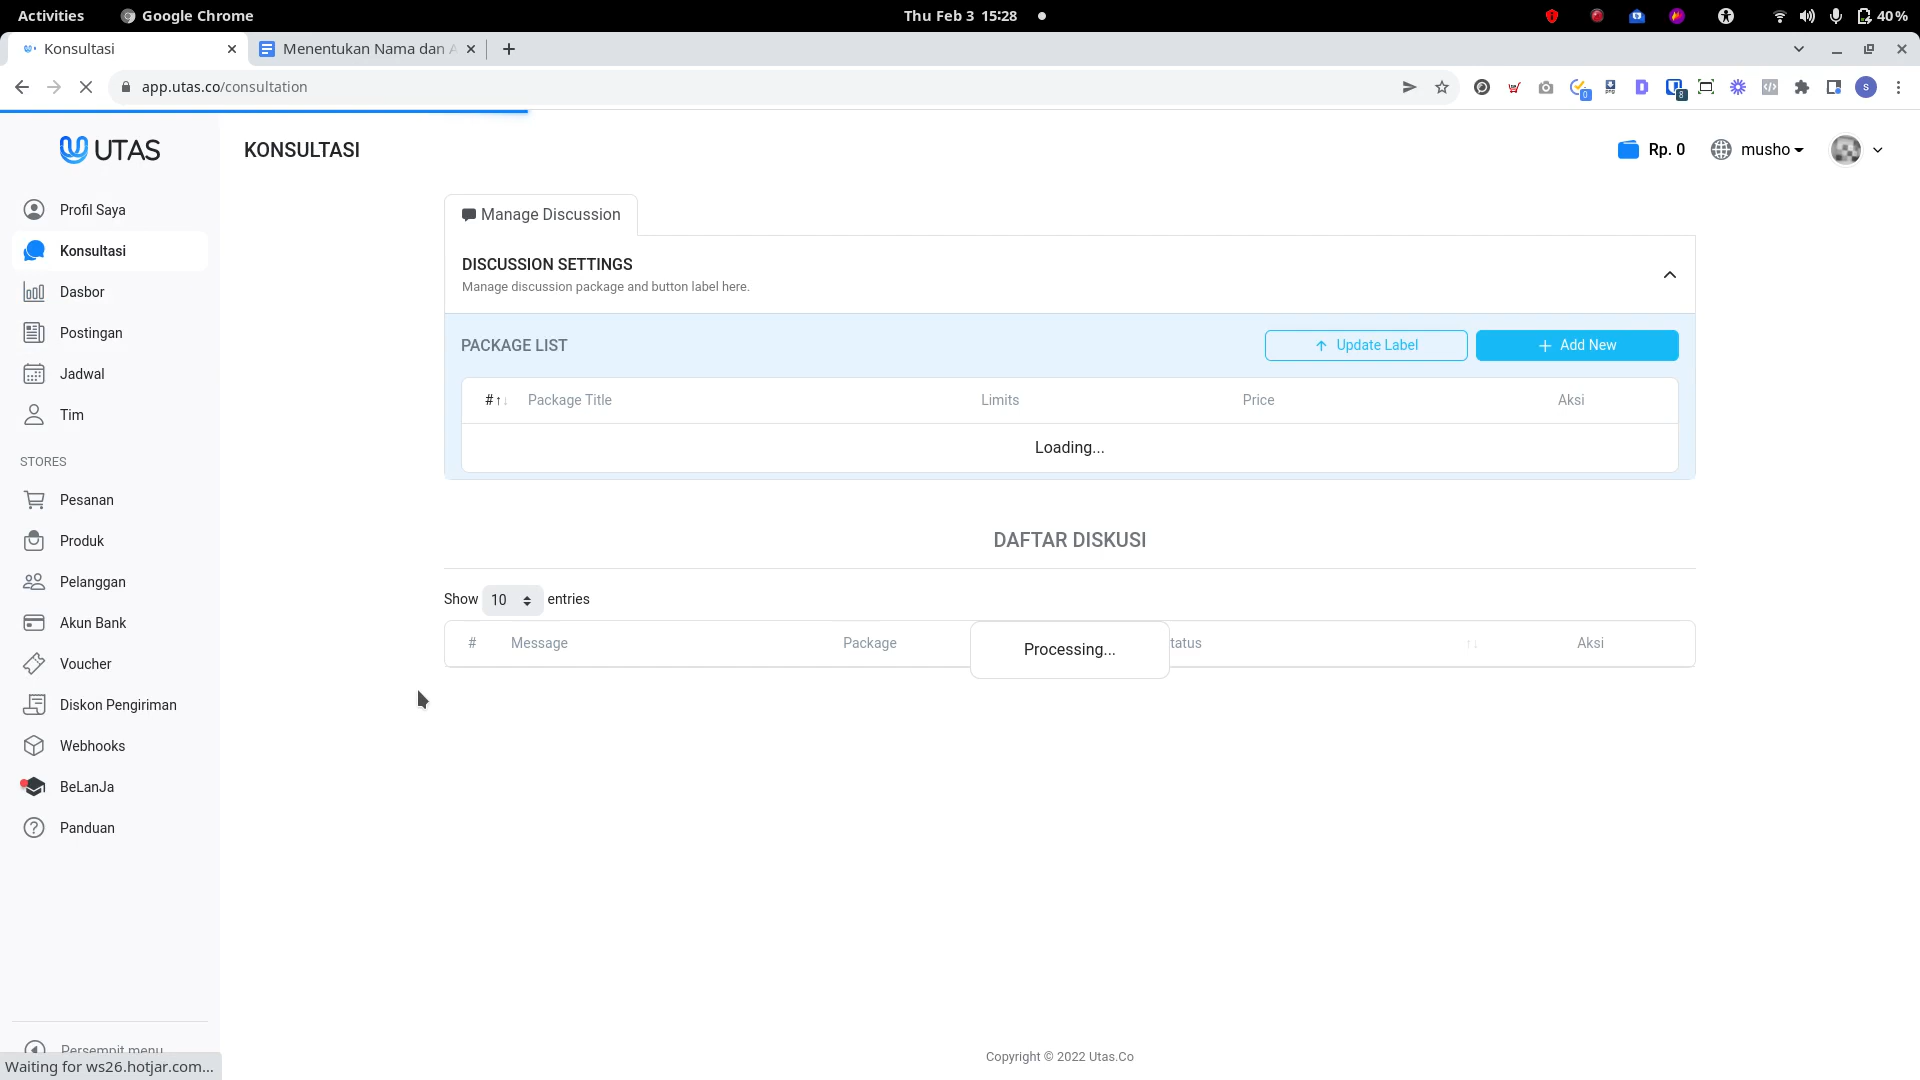 Activities Google Chrome Thu Feb 3 15:28 40%
Konsultasi Menentukan Nama dan A
app.utas.co/consultation
UTAS KONSULTASI Rp. 0 musho
Profil Saya
Konsultasi
Dasbor
Postingan
Jadwal
Tim
STORES
Pesanan
Produk
Pelanggan
Akun Bank
Voucher
Diskon Pengiriman
Webhooks
BeLanJa
Panduan
Persempit menu
Waiting for ws26.hotjar.com...
Manage Discussion
DISCUSSION SETTINGS
Manage discussion package and button label here.
PACKAGE LIST Update Label Add New
# Package Title Limits Price Aksi
Loading...
DAFTAR DISKUSI
Show 10 entries
# Message Package tatus Aksi
Processing...
Copyright © 2022 Utas.Co